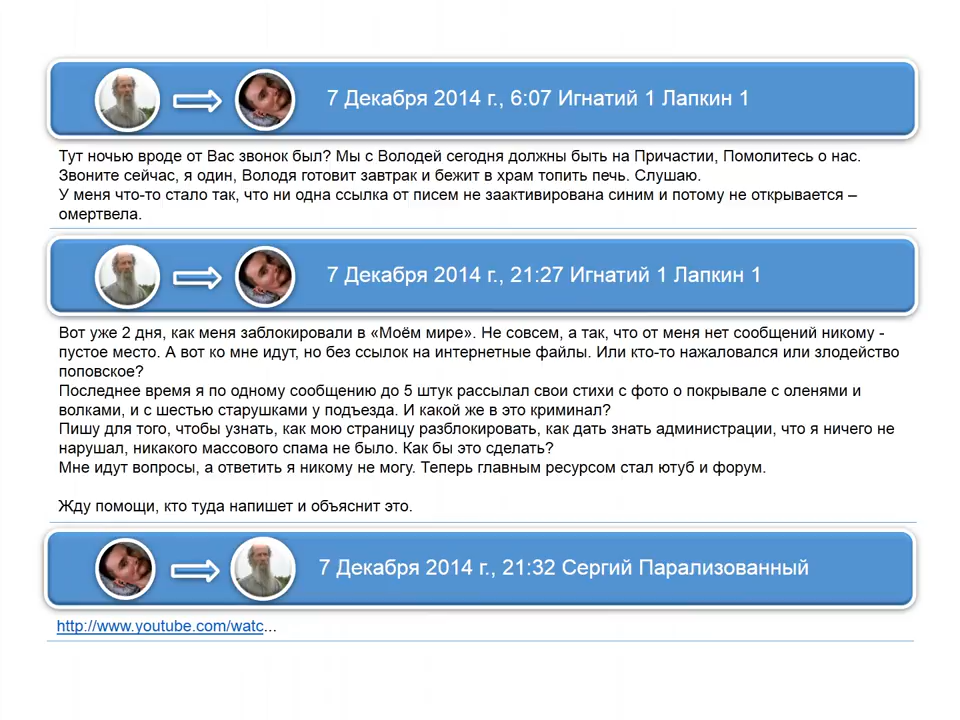 7 Декабря 2014 г., 6:07 Игнатий 1 Лапкин 1
Тут ночью вроде от Вас звонок был? Мы с Володей сегодня должны быть на Причастии, Помолитесь о нас.
Звоните сейчас, я один, Володя готовит завтрак и бежит в храм топить печь. Слушаю.
У меня что-то стало так, что ни одна ссылка от писем не заактивирована синим и потому не открывается –
омертвела.
7 Декабря 2014 г., 21:27 Игнатий 1 Лапкин 1
Вот уже 2 дня, как меня заблокировали в «Моём мире». Не совсем, а так, что от меня нет сообщений никому -
пустое место. А вот ко мне идут, но без ссылок на интернетные файлы. Или кто-то нажаловался или злодейство
поповское?
Последнее время я по одному сообщению до 5 штук рассылал свои стихи с фото о покрывале с оленями и
волками, и с шестью старушками у подъезда. И какой же в это криминал?
Пишу для того, чтобы узнать, как мою страницу разблокировать, как дать знать администрации, что я ничего не
нарушал, никакого массового спама не было. Как бы это сделать?
Мне идут вопросы, а ответить я никому не могу. Теперь главным ресурсом стал ютуб и форум.
Жду помощи, кто туда напишет и объяснит это.
7 Декабря 2014 г., 21:32 Сергий Парализованный
http://www.youtube.com/watc...